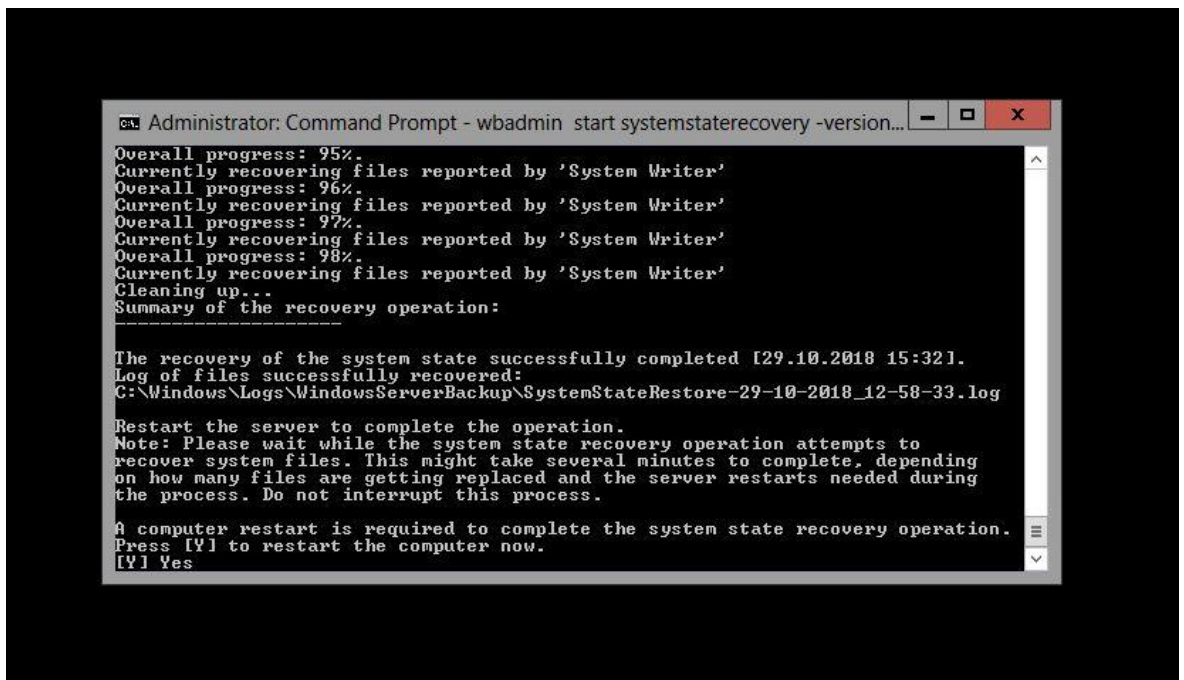 Administrator: Command Prompt - wbadmin  start systemstaterecovery -version...
Overall progress: 95%.
Currently recovering files reported by 'System Writer'
Overall progress: 96%.
Currently recovering files reported by 'System Writer'
Overall progress: 97%.
Currently recovering files reported by 'System Writer'
Overall progress: 98%.
Currently recovering files reported by 'System Writer'
Cleaning up...
Summary of the recovery operation:
--------------------
The recovery of the system state successfully completed [29.10.2018 15:32].
Log of files successfully recovered:
C:\Windows\Logs\WindowsServerBackup\SystemStateRestore-29-10-2018_12-58-33.log
Restart the server to complete the operation.
Note: Please wait while the system state recovery operation attempts to
recover system files. This might take several minutes to complete, depending
on how many files are getting replaced and the server restarts needed during
the process. Do not interrupt this process.
A computer restart is required to complete the system state recovery operation.
Press [Y] to restart the computer now.
[Y] Yes